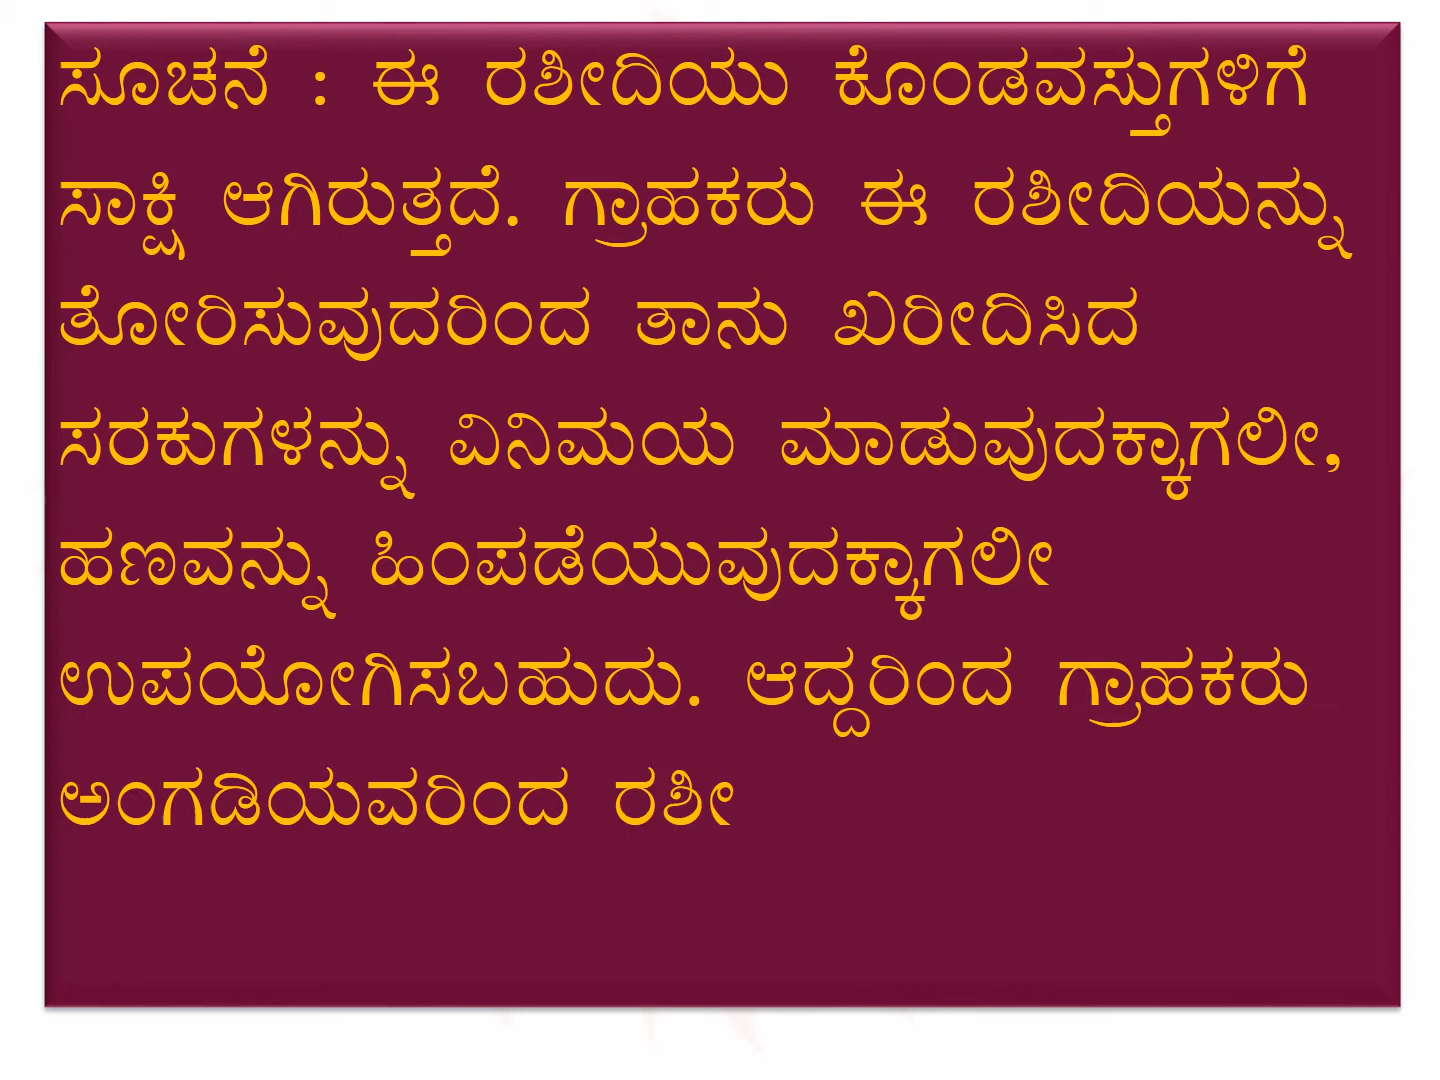 ಸೂಚನೆ : ಈ ರಶೀದಿಯು ಕೊಂಡವಸ್ತುಗಳಿಗೆ
ಸಾಕ್ಷಿ ಆಗಿರುತ್ತದೆ. ಗ್ರಾಹಕರು ಈ ರಶೀದಿಯನ್ನು
ತೋರಿಸುವುದರಿಂದ ತಾನು ಖರೀದಿಸಿದ
ಸರಕುಗಳನ್ನು ವಿನಿಮಯ ಮಾಡುವುದಕ್ಕಾಗಲೀ,
ಹಣವನ್ನು ಹಿಂಪಡೆಯುವುದಕ್ಕಾಗಲೀ
ಉಪಯೋಗಿಸಬಹುದು. ಆದ್ದರಿಂದ ಗ್ರಾಹಕರು
ಅಂಗಡಿಯವರಿಂದ ರಶೀ